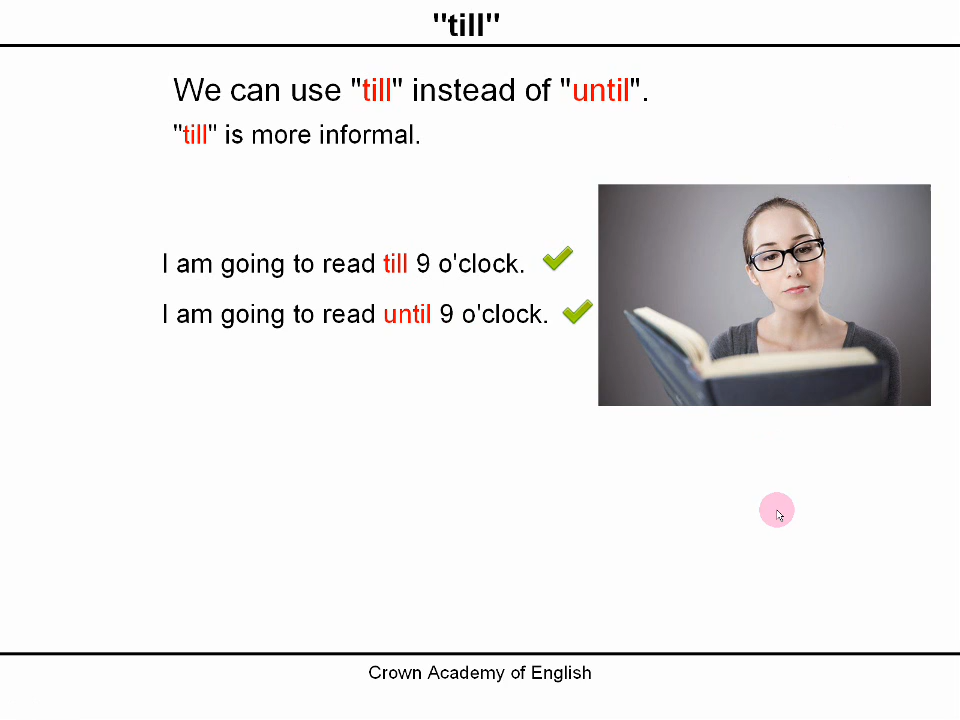 "till"
We can use "till" instead of "until".
"till" is more informal.
I am going to read till 9 o'clock.
I am going to read until 9 o'clock.
Crown Academy of English